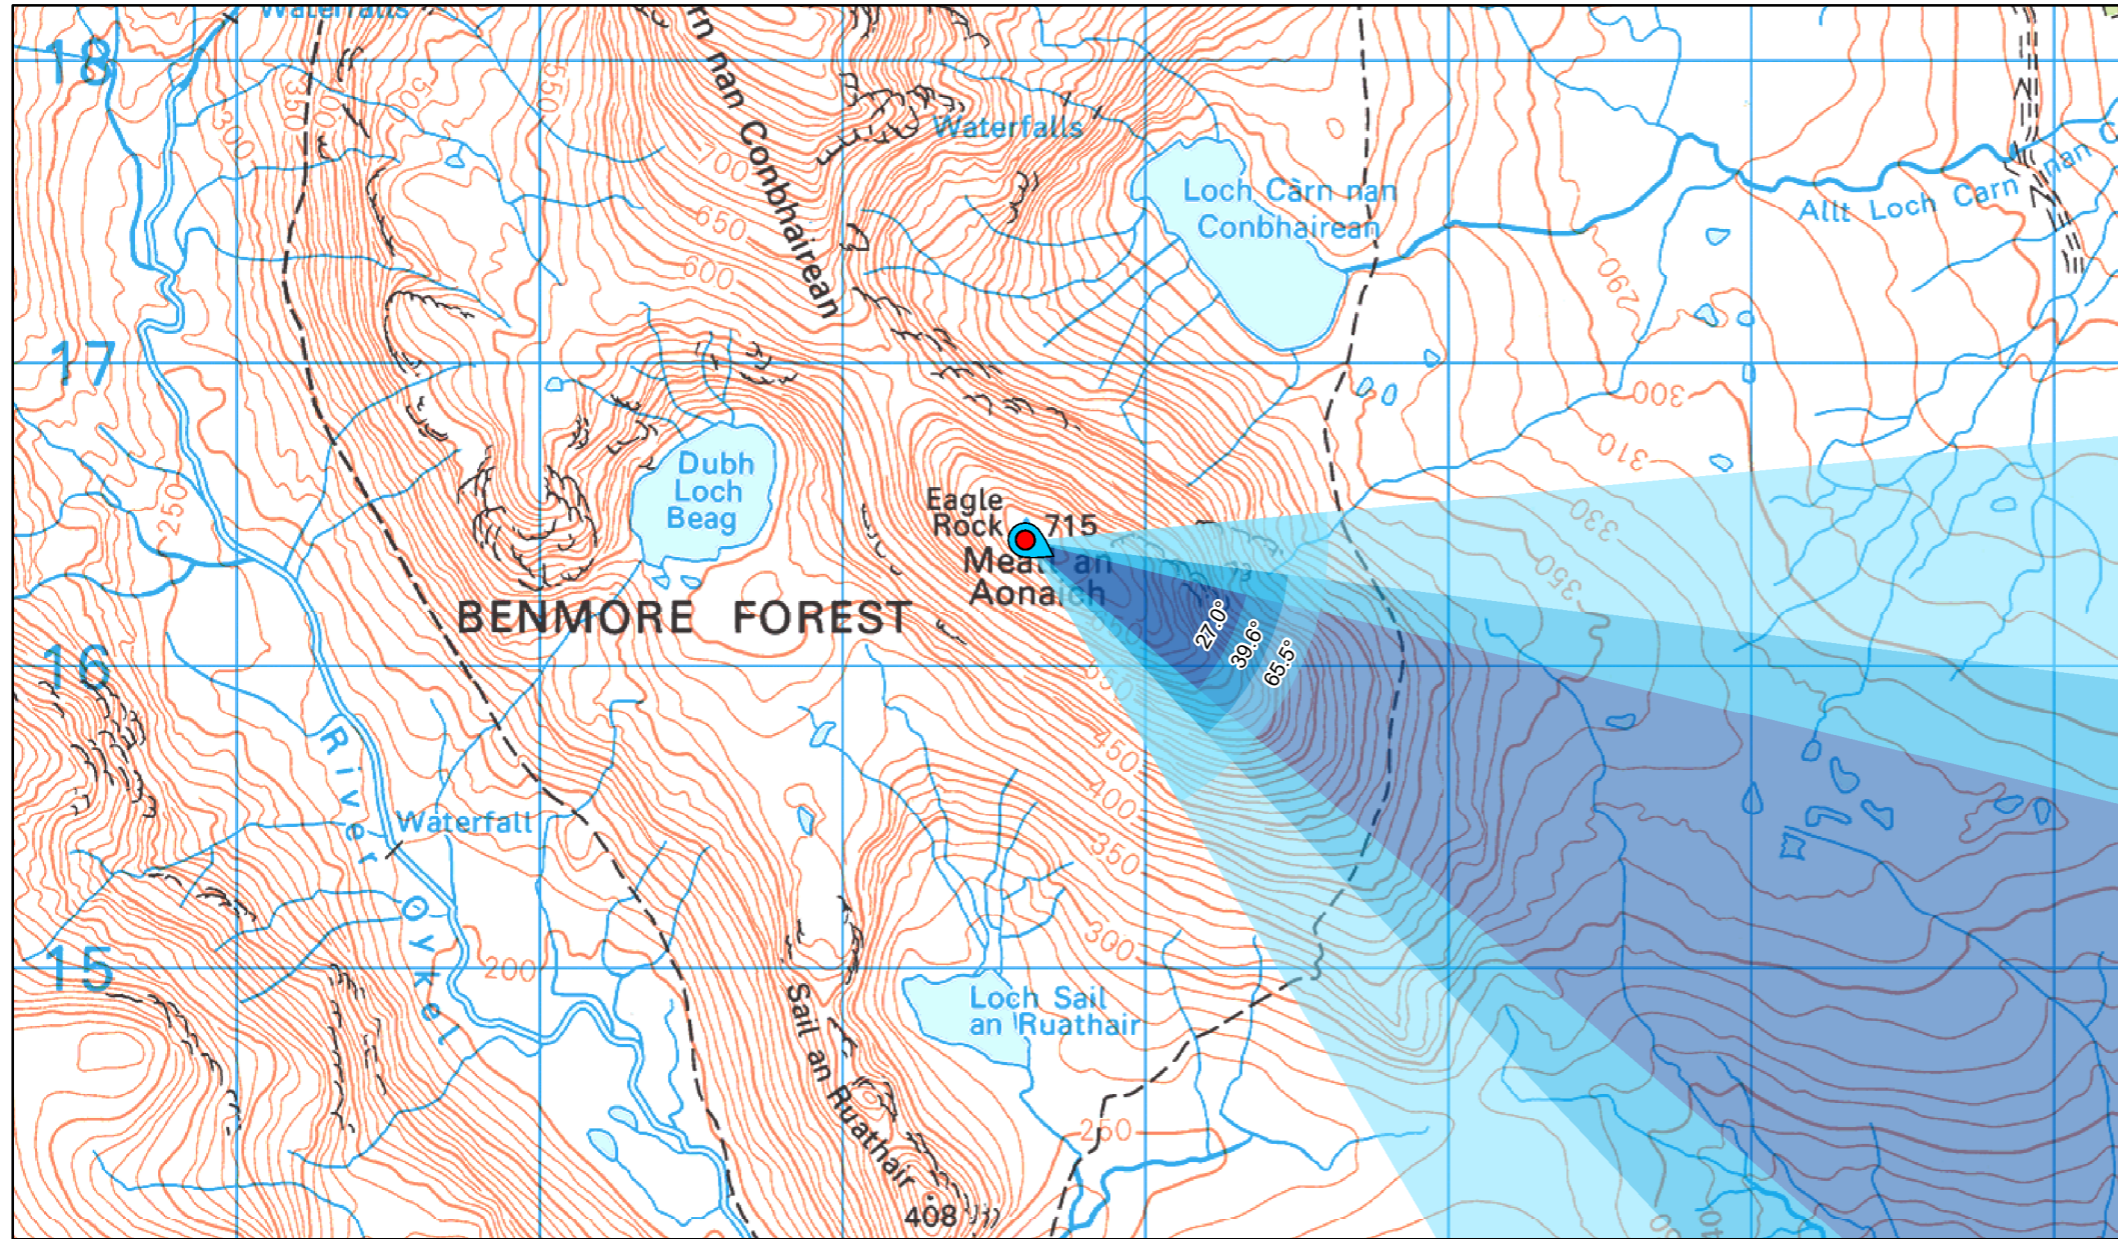 Waterfalls
18
rn nan Conbhairean
350
300
500
550
700
650
600
Waterfalls
Loch Càrn nan
Conbhairean
Allt Loch Carn nan C
290
17
300
310
330
350
250
Dubh
Loch
Beag
Eagle
Rock
715
Meall an
Aonaich
BENMORE FOREST
27.0°
39.6°
65.5°
16
650
450
400
350
300
River Oykel
Waterfall
15
200
Loch Sail
an Ruathair
Sail an Ruathair
250
408